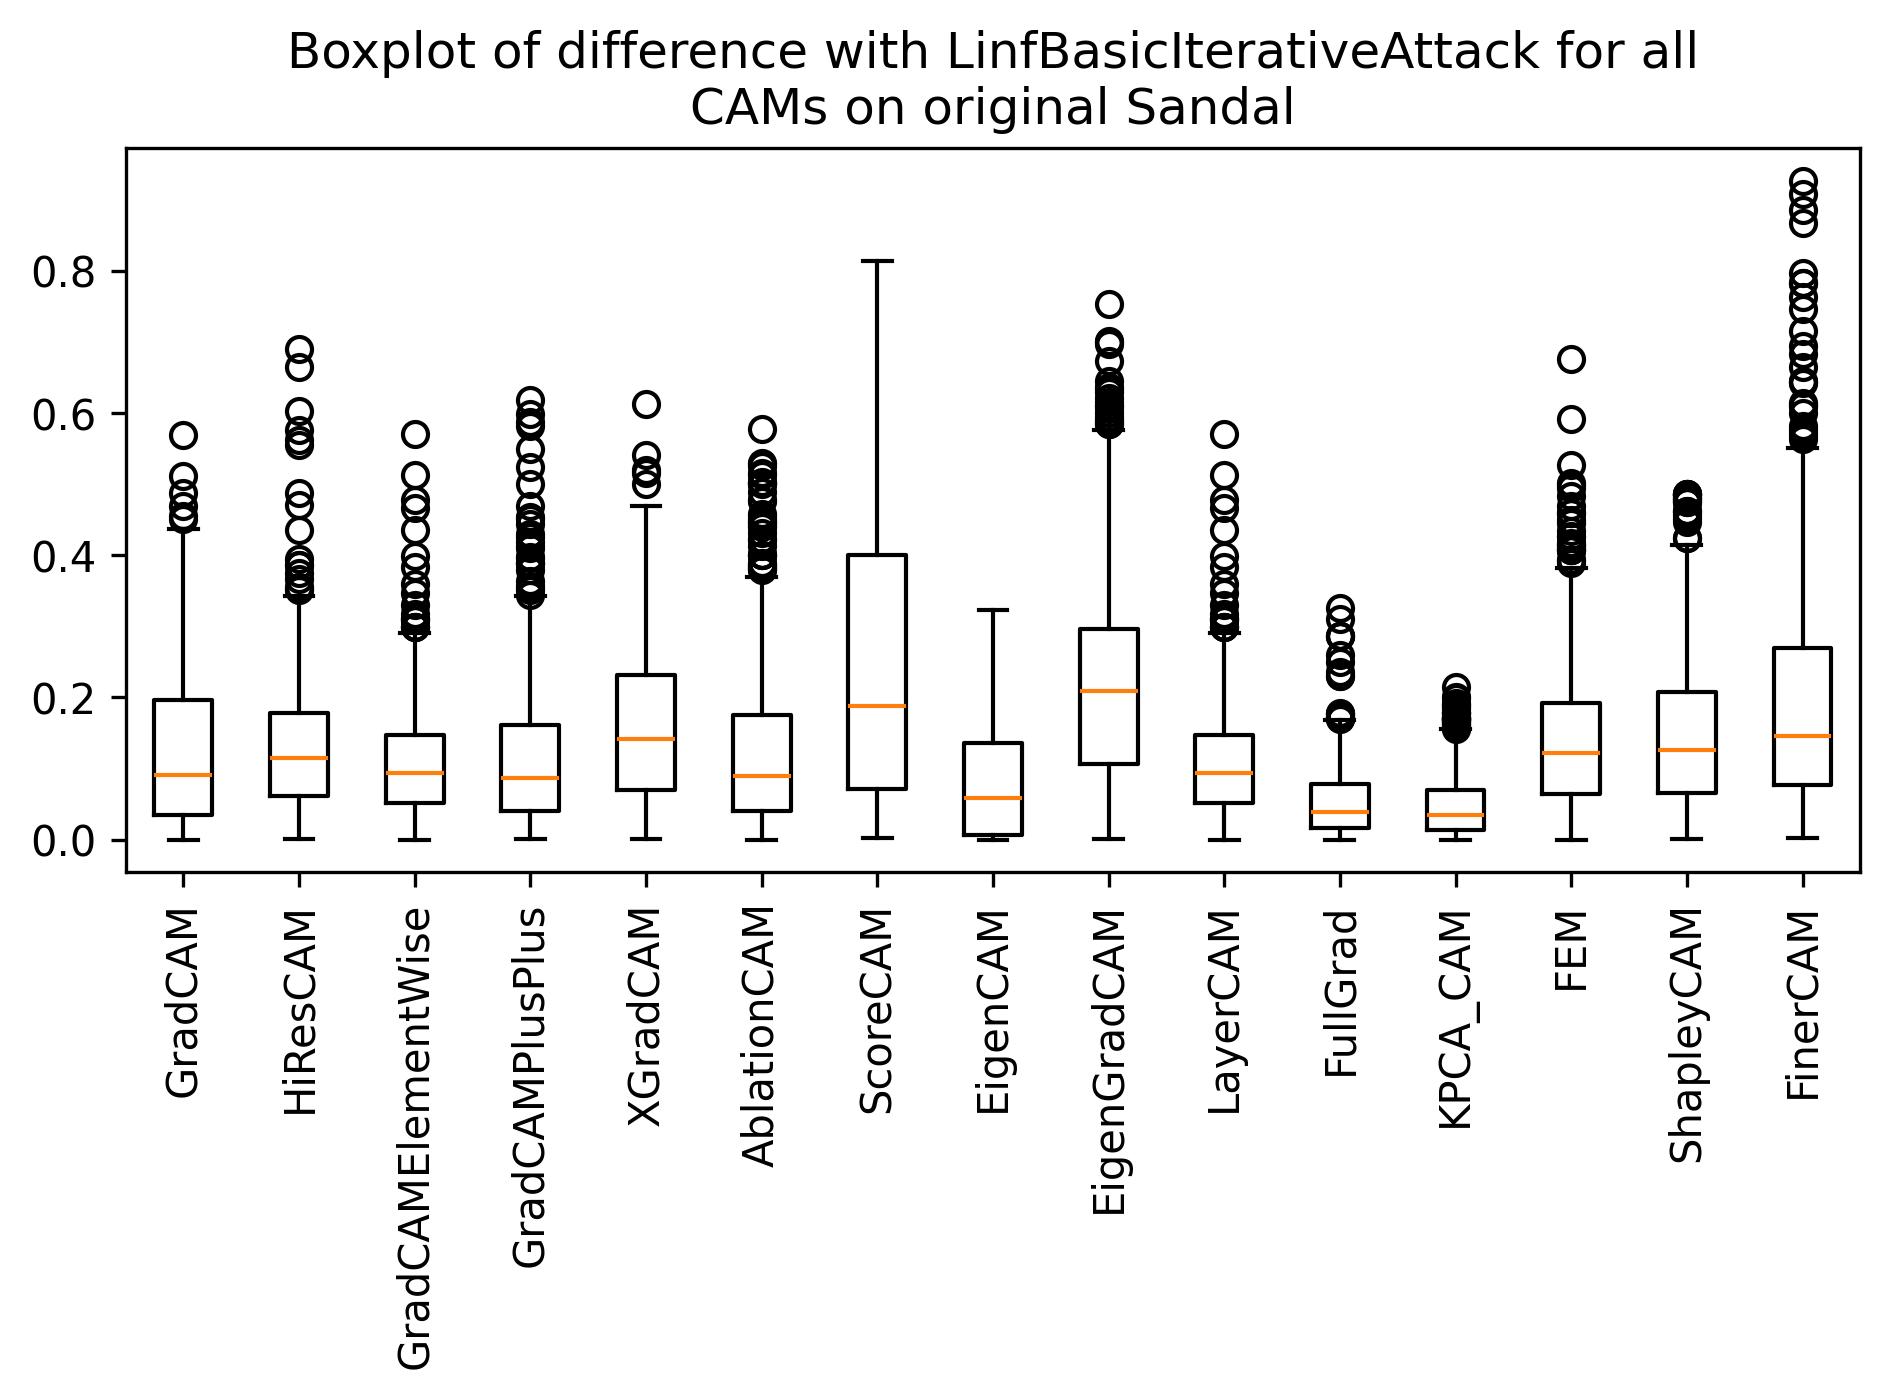 Boxplot of difference with LinfBasicIterativeAttack for all
CAMs on original Sandal
0.8
0.6
0.4
0.2
0.0
GradCAM
HiResCAM
GradCAMElementWise
GradCAMPlusPlus
XGradCAM
AblationCAM
ScoreCAM
EigenCAM
EigenGradCAM
LayerCAM
FullGrad
KPCA_CAM
FEM
ShapleyCAM
FinerCAM